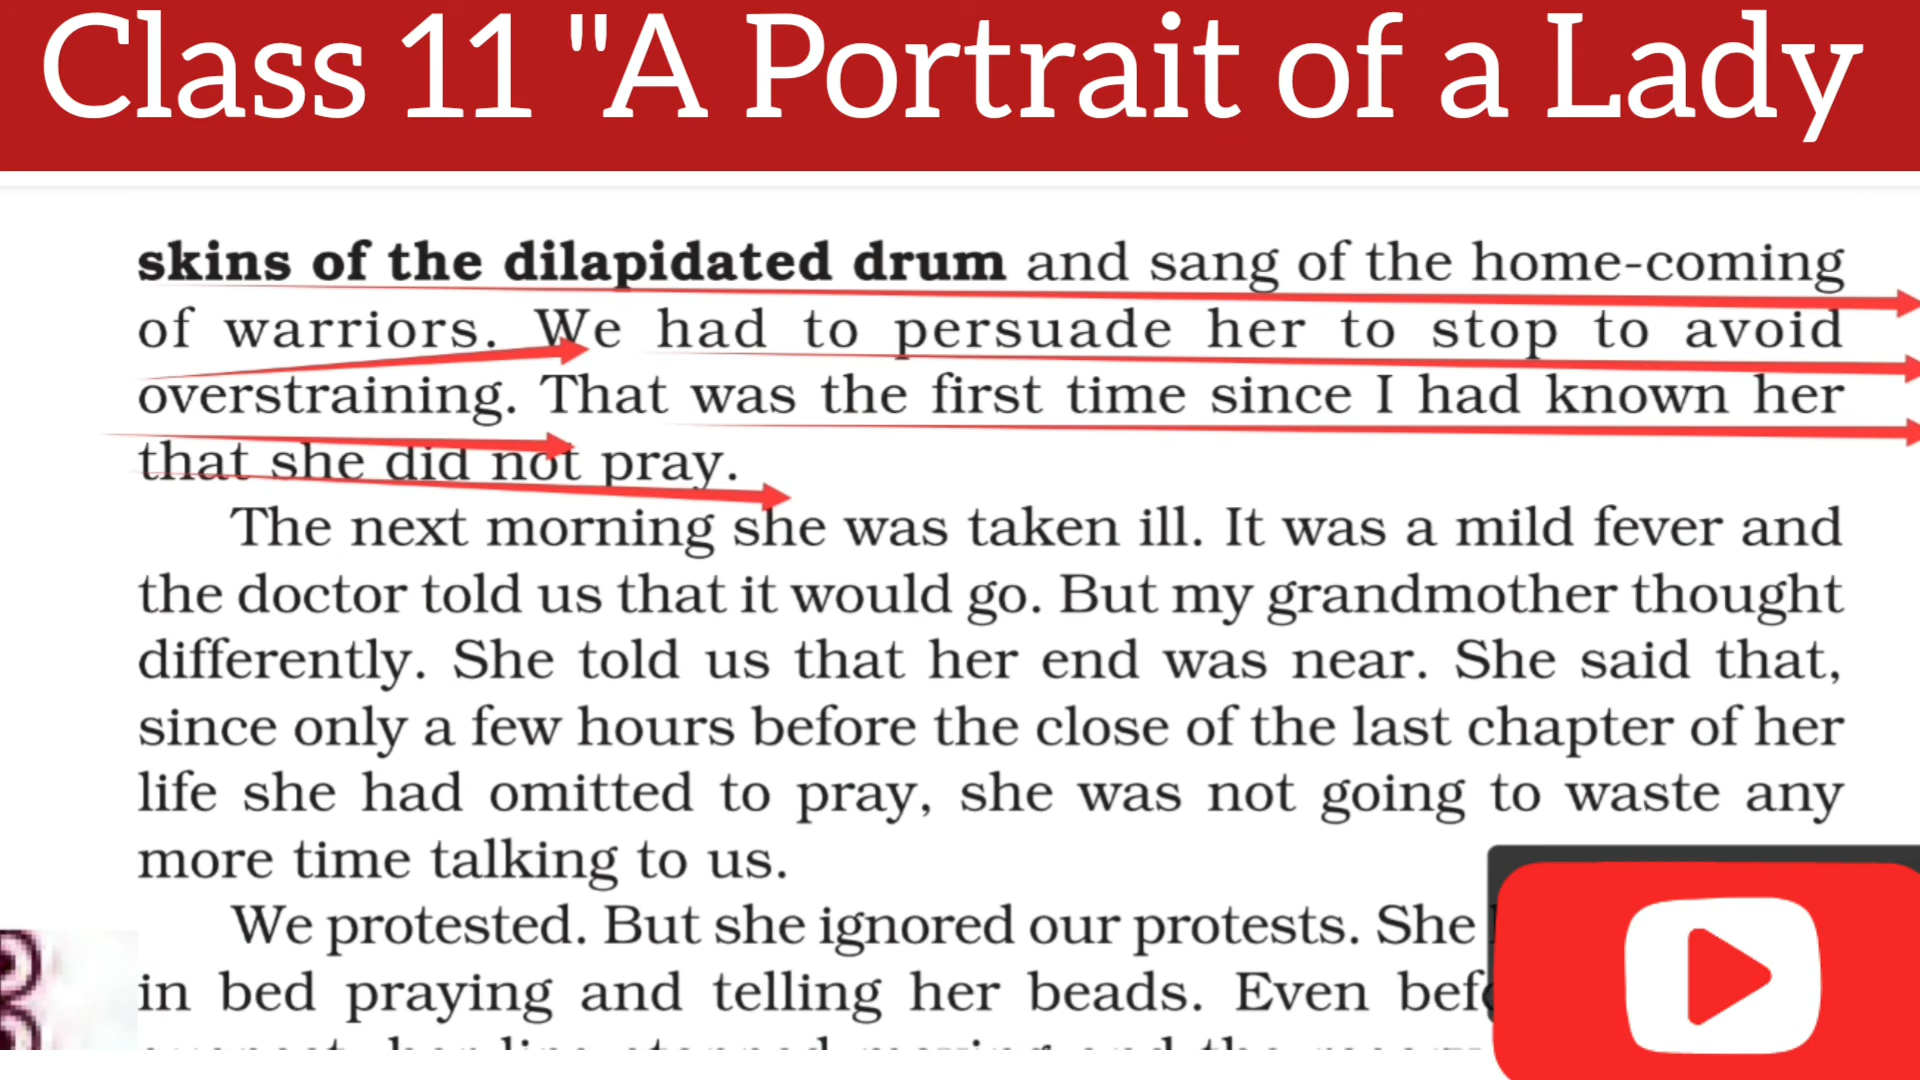 Class 11 "A Portrait of a Lady
skins of the dilapidated drum and sang of the home-coming
of warriors. We had to persuade her to stop to avoid
overstraining. That was the first time since I had known her
that she did not pray.
The next morning she was taken ill. It was a mild fever and
the doctor told us that it would go. But my grandmother thought
differently. She told us that her end was near. She said that,
since only a few hours before the close of the last chapter of her
life she had omitted to pray, she was not going to waste any
more time talking to us.
We protested. But she ignored our protests. She
in bed praying and telling her beads. Even